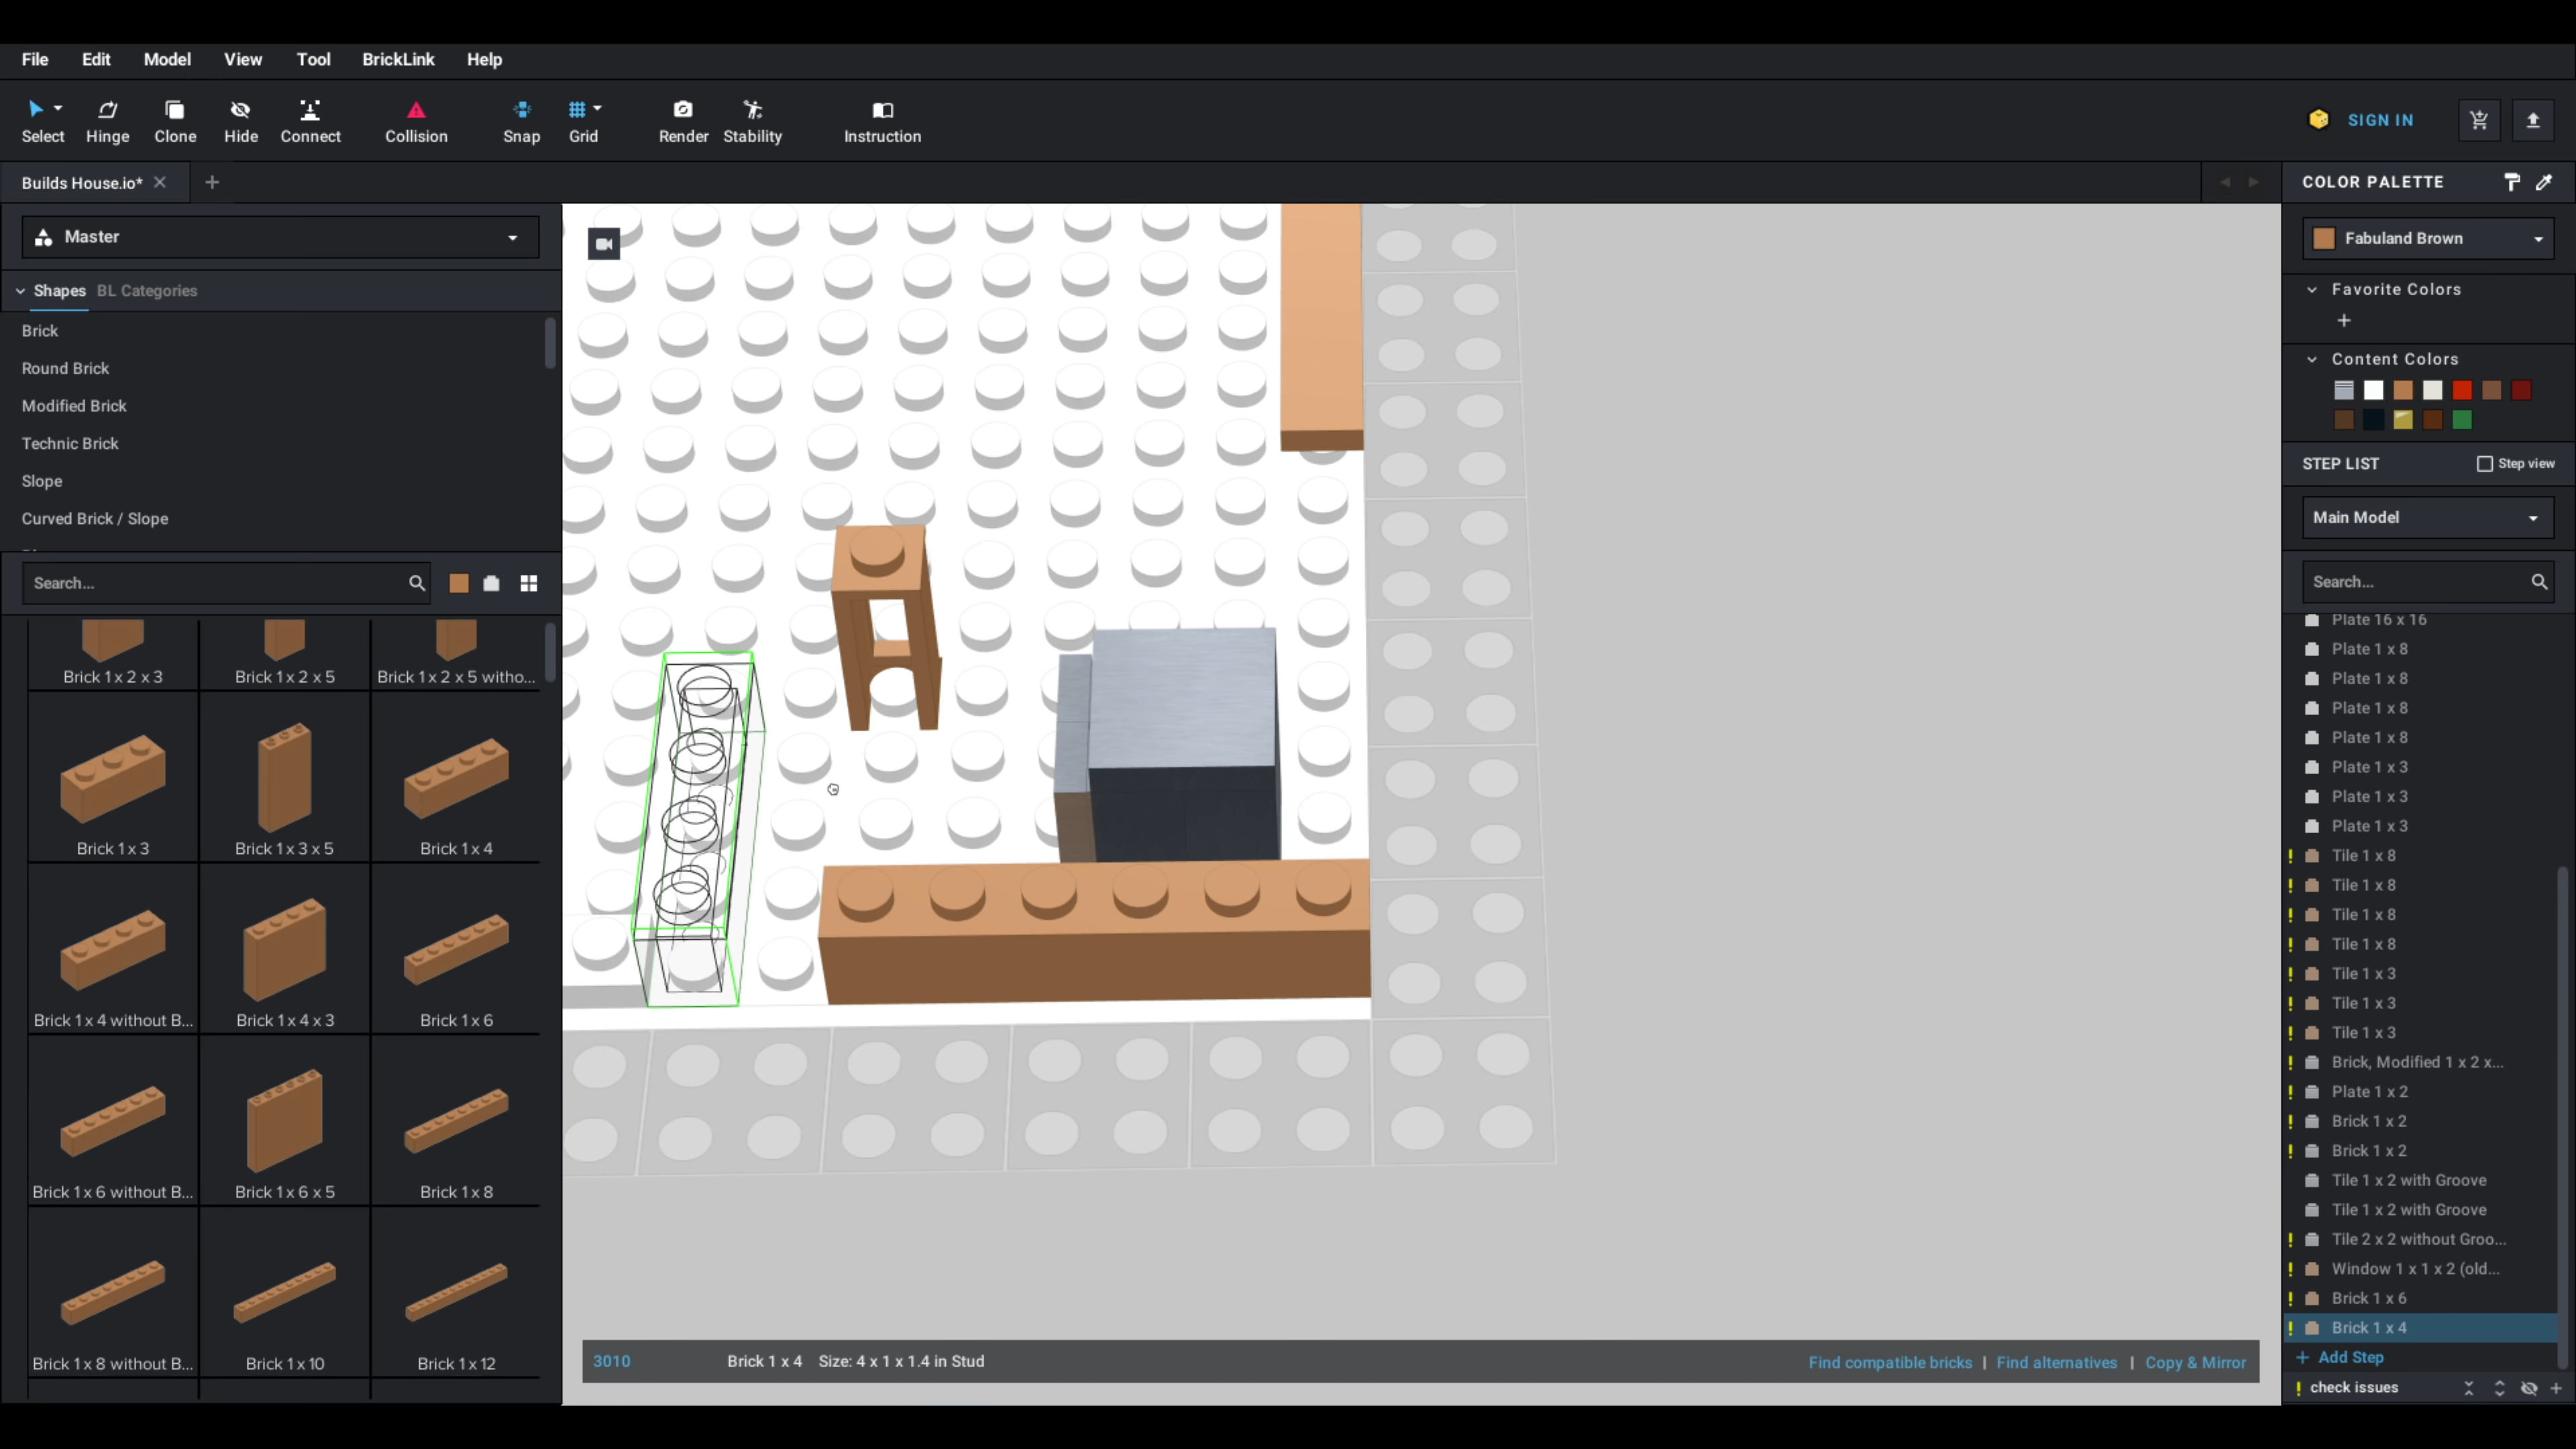 File Edit Model View Tool BrickLink Help
Select Hinge Clone Hide Connect Collision Snap Grid Render Stability Instruction
SIGN IN
Builds House.io*
Master
Shapes BL Categories
Brick
Round Brick
Modified Brick
Technic Brick
Slope
Curved Brick / Slope
Search...
Brick 1 x 2 x 3 Brick 1 x 2 x 5 Brick 1 x 2 x 5 witho...
Brick 1 x 3 Brick 1 x 3 x 5 Brick 1 x 4
Brick 1 x 4 without B... Brick 1 x 4 x 3 Brick 1 x 6
Brick 1 x 6 without B... Brick 1 x 6 x 5 Brick 1 x 8
Brick 1 x 8 without B... Brick 1 x 10 Brick 1 x 12
3010 Brick 1 x 4 Size: 4 x 1 x 1.4 in Stud
Find compatible bricks | Find alternatives | Copy & Mirror
COLOR PALETTE
Fabuland Brown
Favorite Colors
Content Colors
STEP LIST Step view
Main Model
Search...
Plate 16 x 16
Plate 1 x 8
Plate 1 x 8
Plate 1 x 8
Plate 1 x 8
Plate 1 x 3
Plate 1 x 3
Plate 1 x 3
! Tile 1 x 8
! Tile 1 x 8
! Tile 1 x 8
! Tile 1 x 8
! Tile 1 x 3
! Tile 1 x 3
! Tile 1 x 3
! Brick, Modified 1 x 2 x...
! Plate 1 x 2
! Brick 1 x 2
! Brick 1 x 2
Tile 1 x 2 with Groove
Tile 1 x 2 with Groove
! Tile 2 x 2 without Groo...
! Window 1 x 1 x 2 (old...
! Brick 1 x 6
! Brick 1 x 4
+ Add Step
! check issues